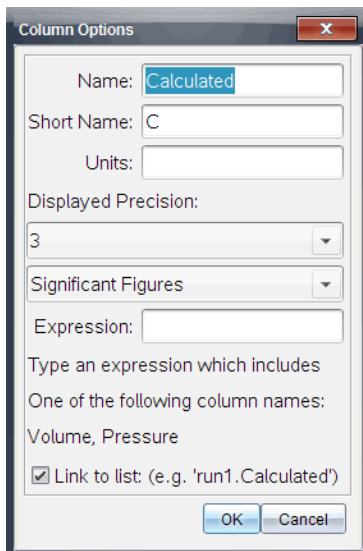 Column Options
Name: Calculated
Short Name: C
Units:
Displayed Precision:
3
Significant Figures
Expression:
Type an expression which includes
One of the following column names:
Volume, Pressure
Link to list: (e.g. 'run1.Calculated')
OK Cancel